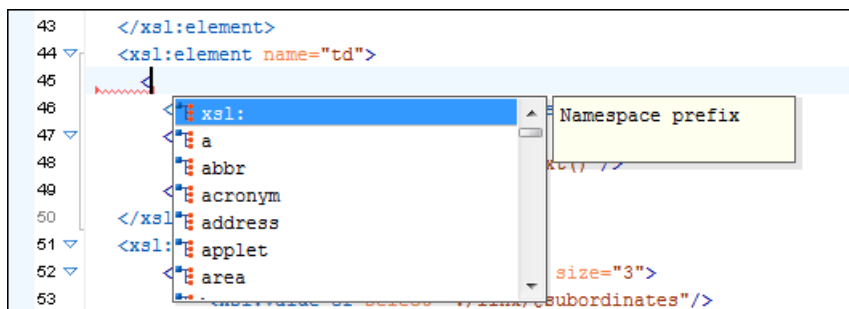 43 </xsl:element>
44 <xsl:element name="td">
45 <
46 < xsl: Namespace prefix
47 < a
48 abbr xt() />
49 < acronym
50 </xsl address
51 <xsl: applet
52 < area size="3">
53 subordinates"/>